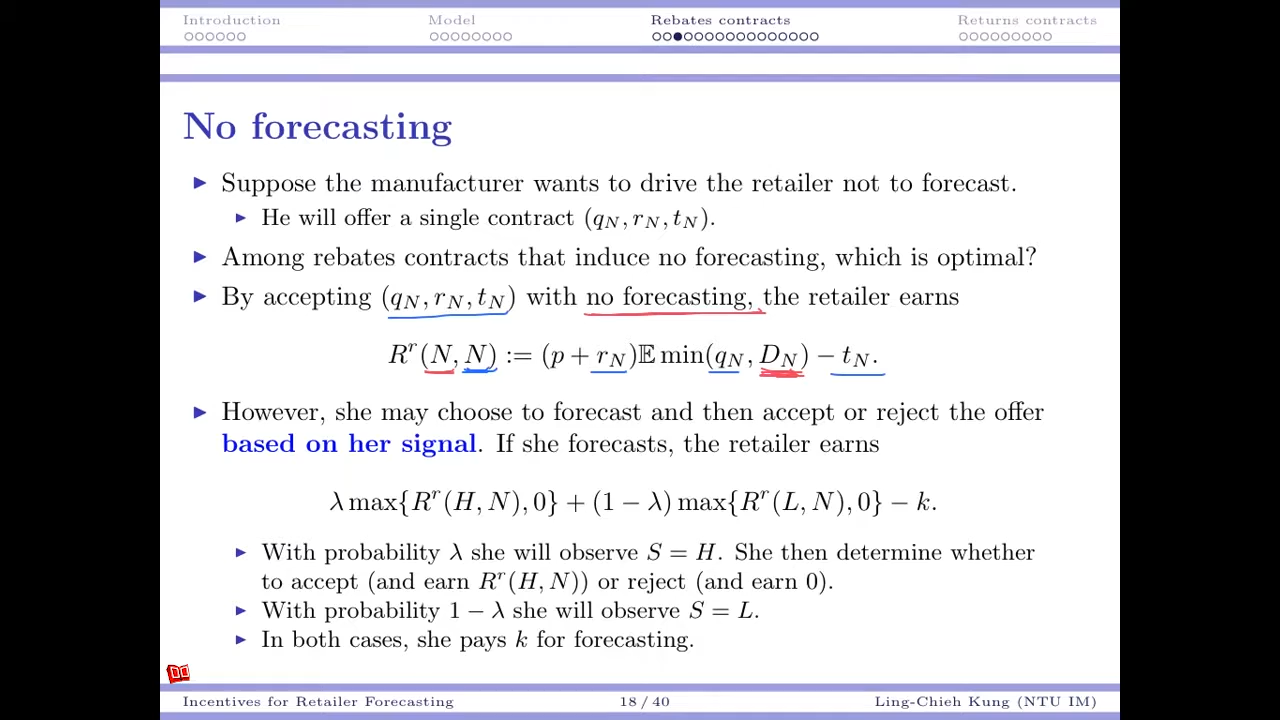 Introduction Model Rebates contracts Returns contracts
No forecasting
► Suppose the manufacturer wants to drive the retailer not to forecast.
► He will offer a single contract (q_N, r_N, t_N).
► Among rebates contracts that induce no forecasting, which is optimal?
► By accepting (q_N, r_N, t_N) with no forecasting, the retailer earns
R^r(N, N) := (p + r_N)𝔼 min(q_N, D_N) − t_N.
► However, she may choose to forecast and then accept or reject the offer
based on her signal. If she forecasts, the retailer earns
λ max{R^r(H, N), 0} + (1 − λ) max{R^r(L, N), 0} − k.
► With probability λ she will observe S = H. She then determine whether
to accept (and earn R^r(H, N)) or reject (and earn 0).
► With probability 1 − λ she will observe S = L.
► In both cases, she pays k for forecasting.
Incentives for Retailer Forecasting 18 / 40 Ling-Chieh Kung (NTU IM)